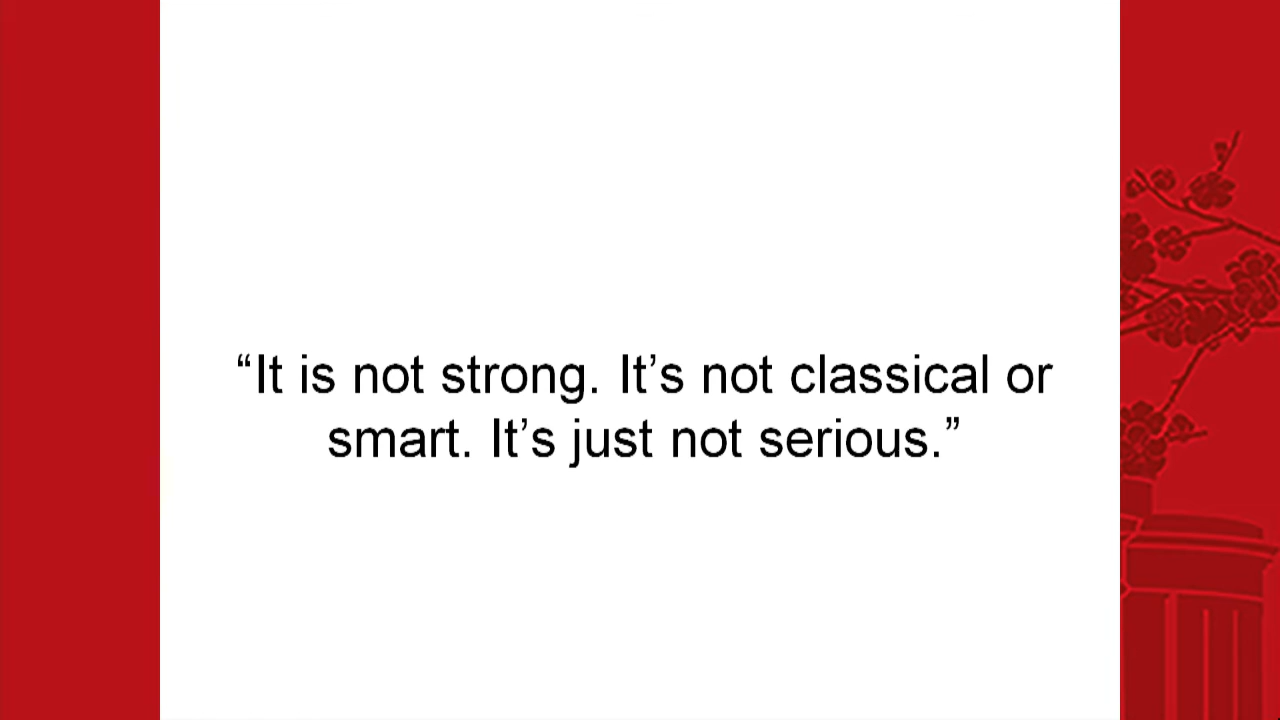 “It is not strong. It’s not classical or
smart. It’s just not serious.”